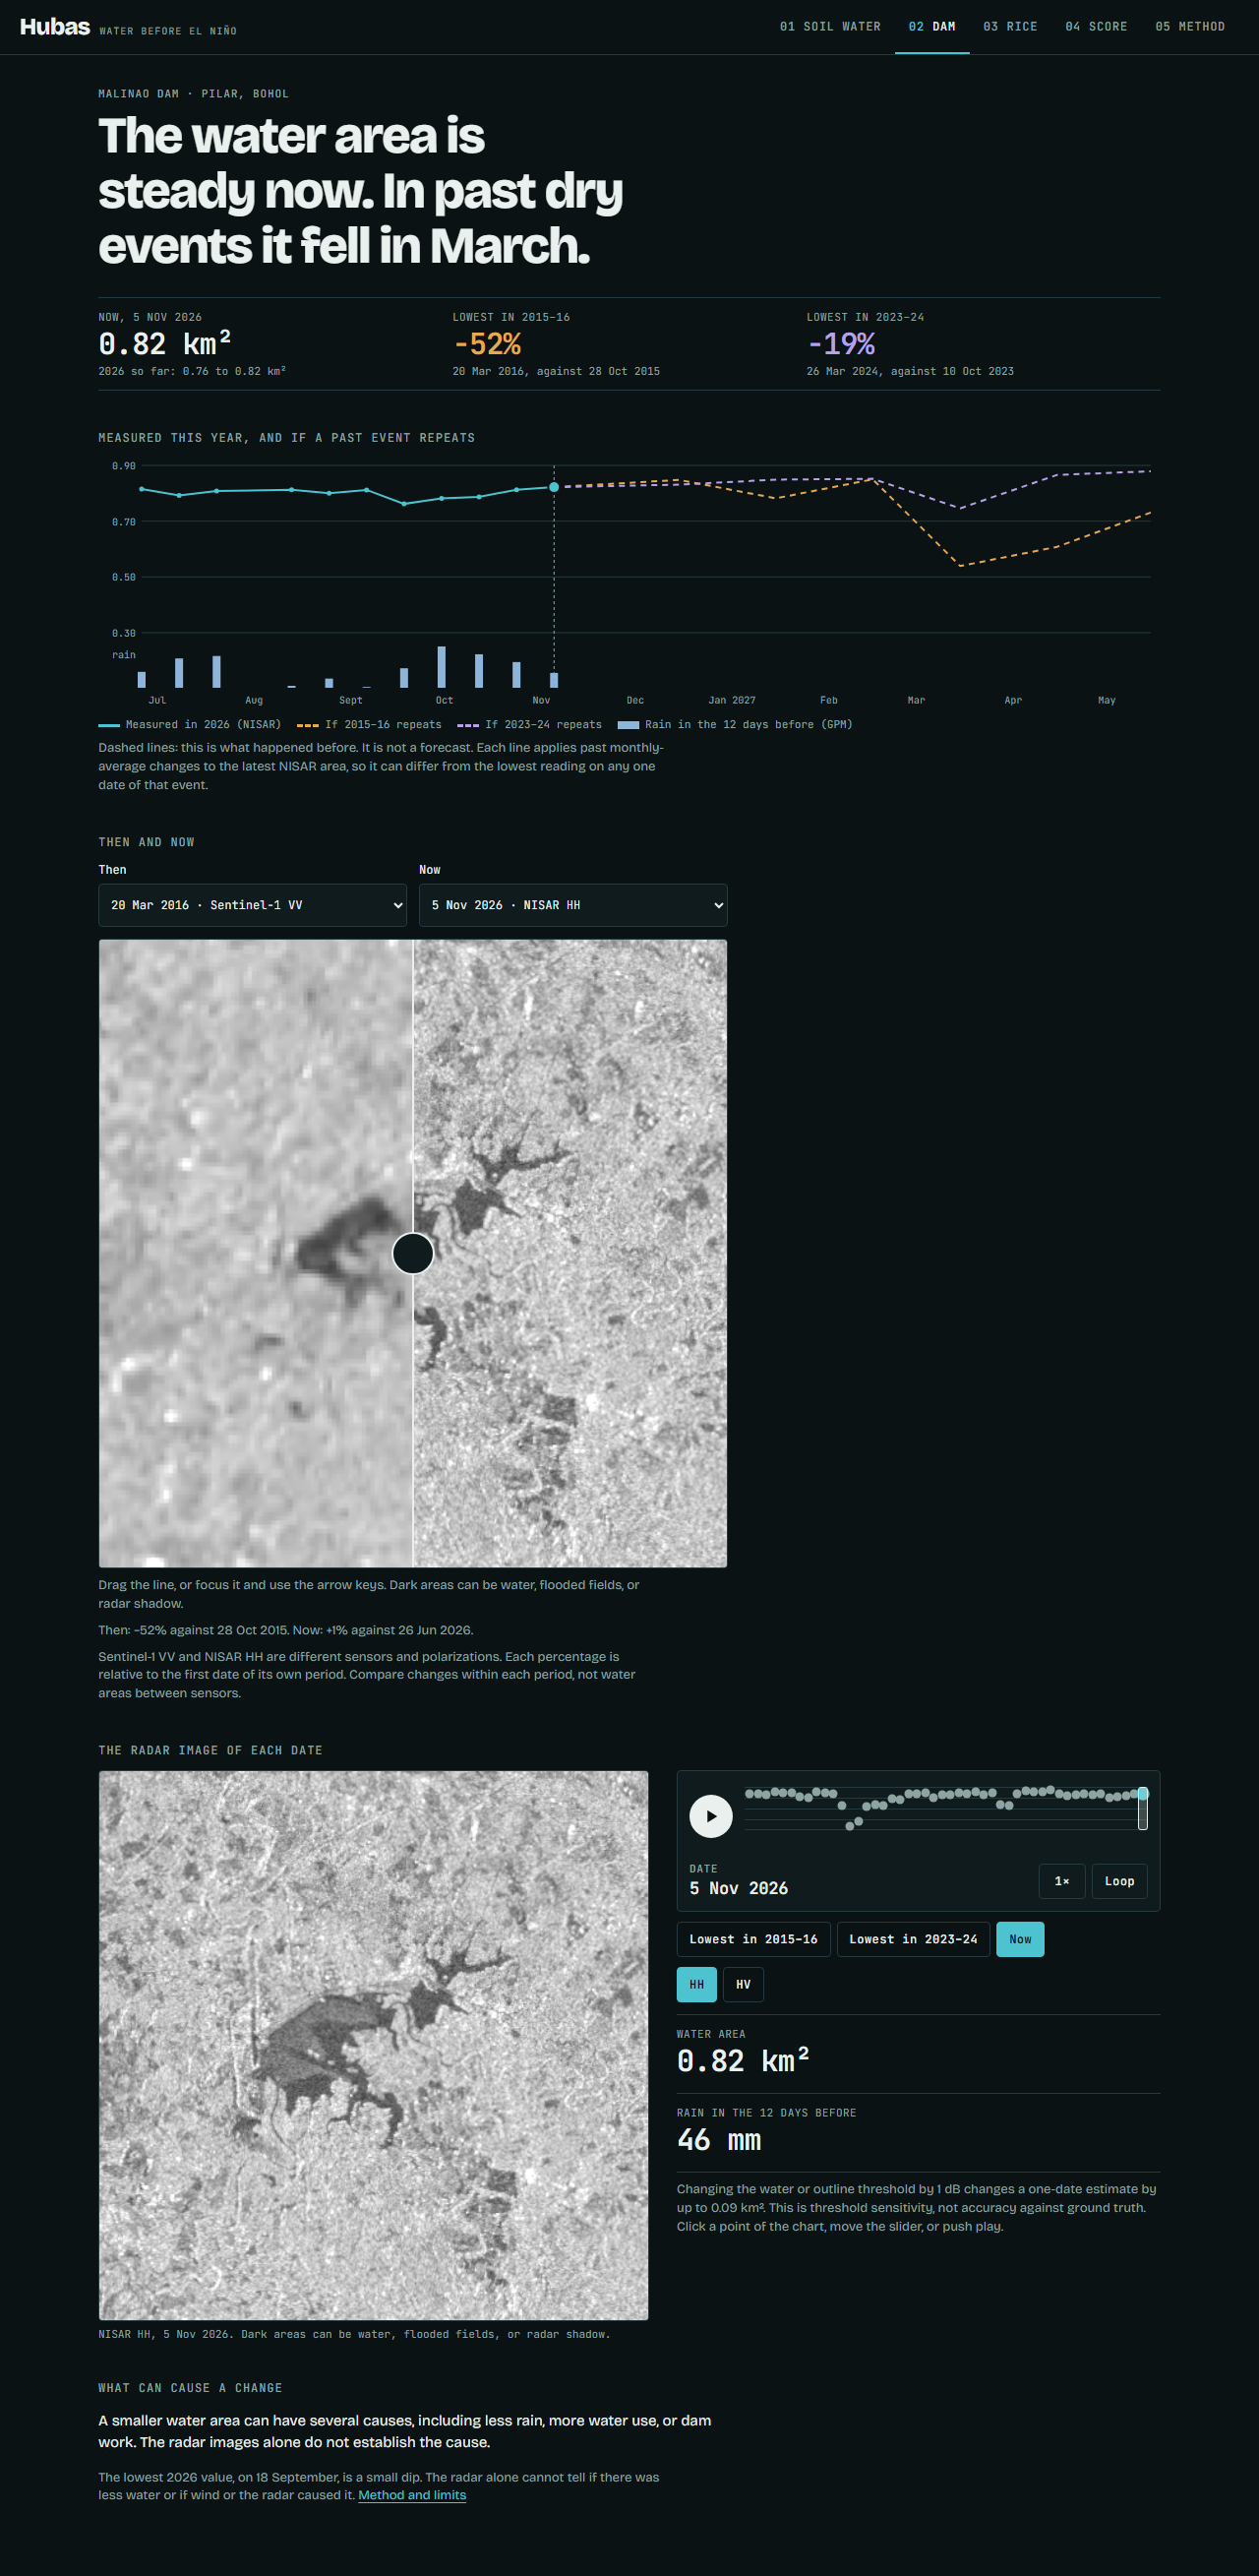 Hubas WATER BEFORE EL NIÑO
01 SOIL WATER 02 DAM 03 RICE 04 SCORE 05 METHOD
MALINAO DAM · PILAR, BOHOL
The water area is
steady now. In past dry
events it fell in March.
NOW, 5 NOV 2026
0.82 km²
2026 so far: 0.76 to 0.82 km²
LOWEST IN 2015–16
-52%
20 Mar 2016, against 28 Oct 2015
LOWEST IN 2023–24
-19%
26 Mar 2024, against 10 Oct 2023
MEASURED THIS YEAR, AND IF A PAST EVENT REPEATS
0.90
0.70
0.50
0.30
rain
Jul Aug Sept Oct Nov Dec Jan 2027 Feb Mar Apr May
Measured in 2026 (NISAR) If 2015–16 repeats If 2023–24 repeats Rain in the 12 days before (GPM)
Dashed lines: this is what happened before. It is not a forecast. Each line applies past monthly-
average changes to the latest NISAR area, so it can differ from the lowest reading on any one
date of that event.
THEN AND NOW
Then Now
20 Mar 2016 · Sentinel-1 VV 5 Nov 2026 · NISAR HH
Drag the line, or focus it and use the arrow keys. Dark areas can be water, flooded fields, or
radar shadow.
Then: -52% against 28 Oct 2015. Now: +1% against 26 Jun 2026.
Sentinel-1 VV and NISAR HH are different sensors and polarizations. Each percentage is
relative to the first date of its own period. Compare changes within each period, not water
areas between sensors.
THE RADAR IMAGE OF EACH DATE
DATE
5 Nov 2026
1× Loop
Lowest in 2015–16 Lowest in 2023–24 Now
HH HV
WATER AREA
0.82 km²
RAIN IN THE 12 DAYS BEFORE
46 mm
Changing the water or outline threshold by 1 dB changes a one-date estimate by
up to 0.09 km². This is threshold sensitivity, not accuracy against ground truth.
Click a point of the chart, move the slider, or push play.
NISAR HH, 5 Nov 2026. Dark areas can be water, flooded fields, or radar shadow.
WHAT CAN CAUSE A CHANGE
A smaller water area can have several causes, including less rain, more water use, or dam
work. The radar images alone do not establish the cause.
The lowest 2026 value, on 18 September, is a small dip. The radar alone cannot tell if there was
less water or if wind or the radar caused it. Method and limits